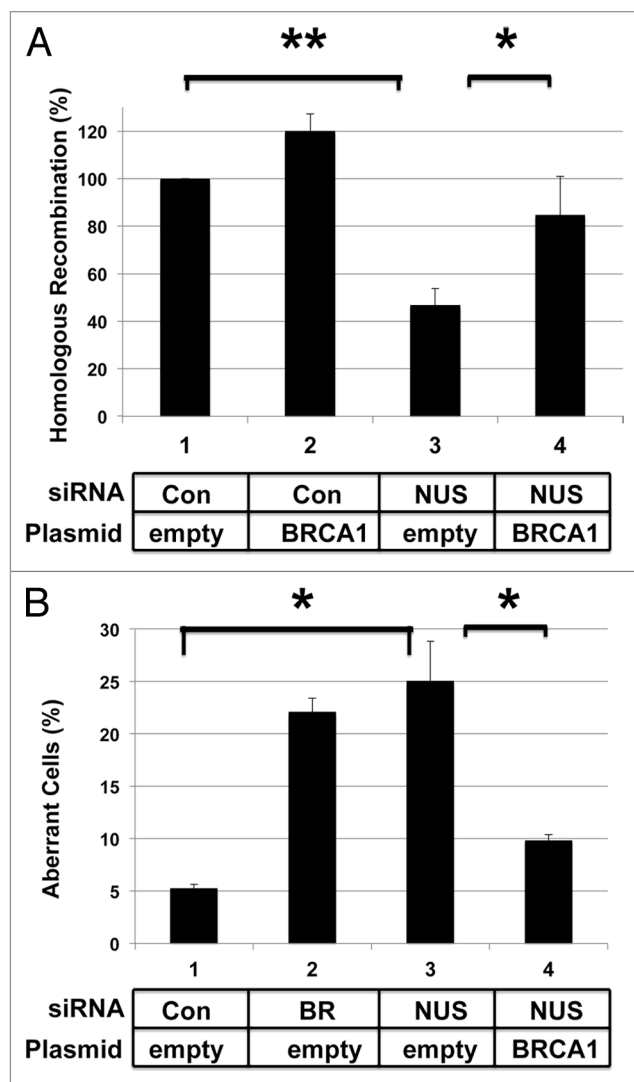 A
** *
Homologous Recombination (%)
120
100
80
60
40
20
0
1 2 3 4
siRNA Con Con NUS NUS
Plasmid empty BRCA1 empty BRCA1
B
* *
Aberrant Cells (%)
30
25
20
15
10
5
0
1 2 3 4
siRNA Con BR NUS NUS
Plasmid empty empty empty BRCA1